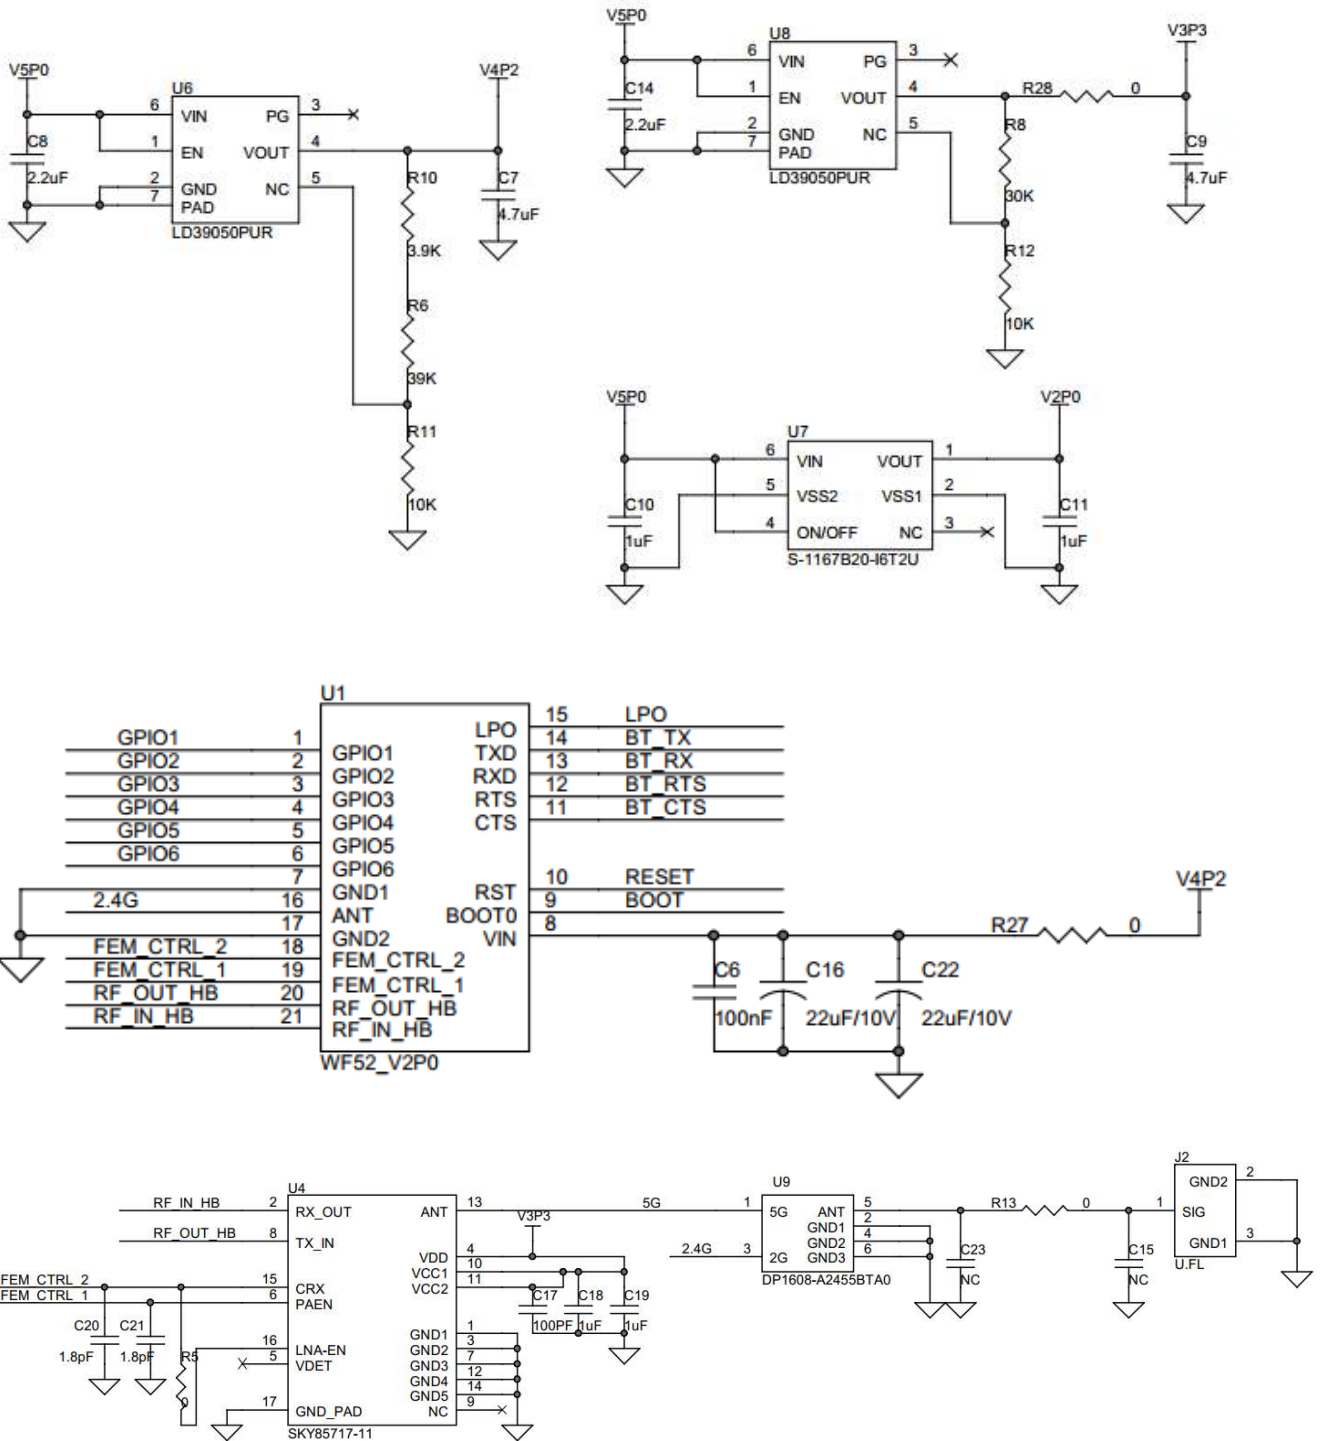 V5P0
U6
V4P2
6 VIN PG 3
C8
1 EN VOUT 4
2.2uF
2 GND NC 5
7 PAD
LD39050PUR
R10
3.9K
C7
4.7uF
R6
39K
R11
10K
V5P0
U8
V3P3
6 VIN PG 3
C14
1 EN VOUT 4
R28 0
2.2uF
2 GND NC 5
7 PAD
LD39050PUR
R8
30K
C9
4.7uF
R12
10K
V5P0
U7
V2P0
6 VIN VOUT 1
5 VSS2 VSS1 2
C10
1uF
4 ON/OFF NC 3
C11
1uF
S-1167B20-I6T2U
U1
GPIO1 1 GPIO1
GPIO2 2 GPIO2
GPIO3 3 GPIO3
GPIO4 4 GPIO4
GPIO5 5 GPIO5
GPIO6 6 GPIO6
7 GND1
2.4G 16 ANT
17 GND2
FEM_CTRL_2 18 FEM_CTRL_2
FEM_CTRL_1 19 FEM_CTRL_1
RF_OUT_HB 20 RF_OUT_HB
RF_IN_HB 21 RF_IN_HB
LPO 15 LPO
TXD 14 BT_TX
RXD 13 BT_RX
RTS 12 BT_RTS
CTS 11 BT_CTS
RST 10 RESET
BOOT0 9 BOOT
VIN 8
WF52_V2P0
R27 0
V4P2
C6
100nF
C16
22uF/10V
C22
22uF/10V
U4
RF_IN_HB 2 RX_OUT
RF_OUT_HB 8 TX_IN
FEM_CTRL_2 15 CRX
FEM_CTRL_1 6 PAEN
C20
1.8pF
C21
1.8pF
R5
0
16 LNA-EN
5 VDET
17 GND_PAD
SKY85717-11
ANT 13
5G
V3P3
VDD 4
VCC1 10
VCC2 11
C17
100PF
C18
1uF
C19
1uF
GND1 1
GND2 3
GND3 7
GND4 12
GND5 14
NC 9
U9
1 5G ANT 5
GND1 2
GND2 4
2.4G 3 2G GND3 6
DP1608-A2455BTA0
C23
NC
R13 0
C15
NC
J2
GND2 2
1 SIG
GND1 3
U.FL